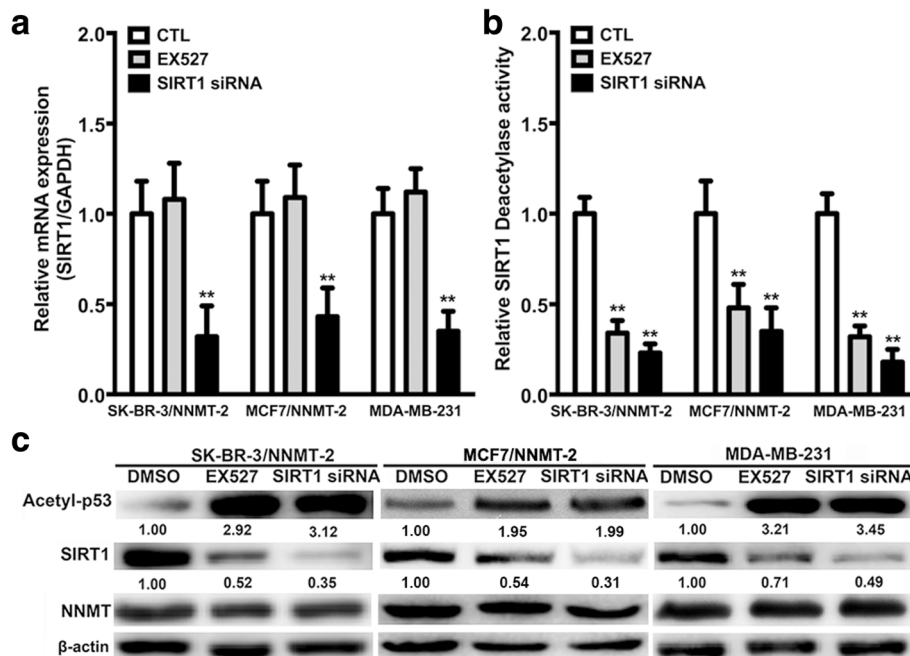 a
CTL
EX527
SIRT1 siRNA
Relative mRNA expression
(SIRT1/GAPDH)
2.0
1.5
1.0
0.5
0.0
**
**
**
SK-BR-3/NNMT-2
MCF7/NNMT-2
MDA-MB-231
b
CTL
EX527
SIRT1 siRNA
Relative SIRT1 Deacetylase activity
2.0
1.5
1.0
0.5
0.0
**
**
**
**
**
**
SK-BR-3/NNMT-2
MCF7/NNMT-2
MDA-MB-231
c
SK-BR-3/NNMT-2 MCF7/NNMT-2 MDA-MB-231
DMSO EX527 SIRT1 siRNA DMSO EX527 SIRT1 siRNA DMSO EX527 SIRT1 siRNA
Acetyl-p53
1.00 2.92 3.12 1.00 1.95 1.99 1.00 3.21 3.45
SIRT1
1.00 0.52 0.35 1.00 0.54 0.31 1.00 0.71 0.49
NNMT
β-actin